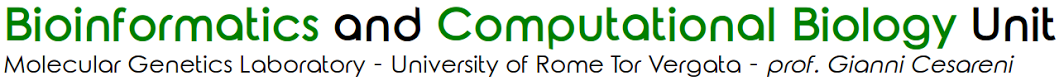 Bioinformatics and Computational Biology Unit
Molecular Genetics Laboratory - University of Rome Tor Vergata - prof. Gianni Cesareni